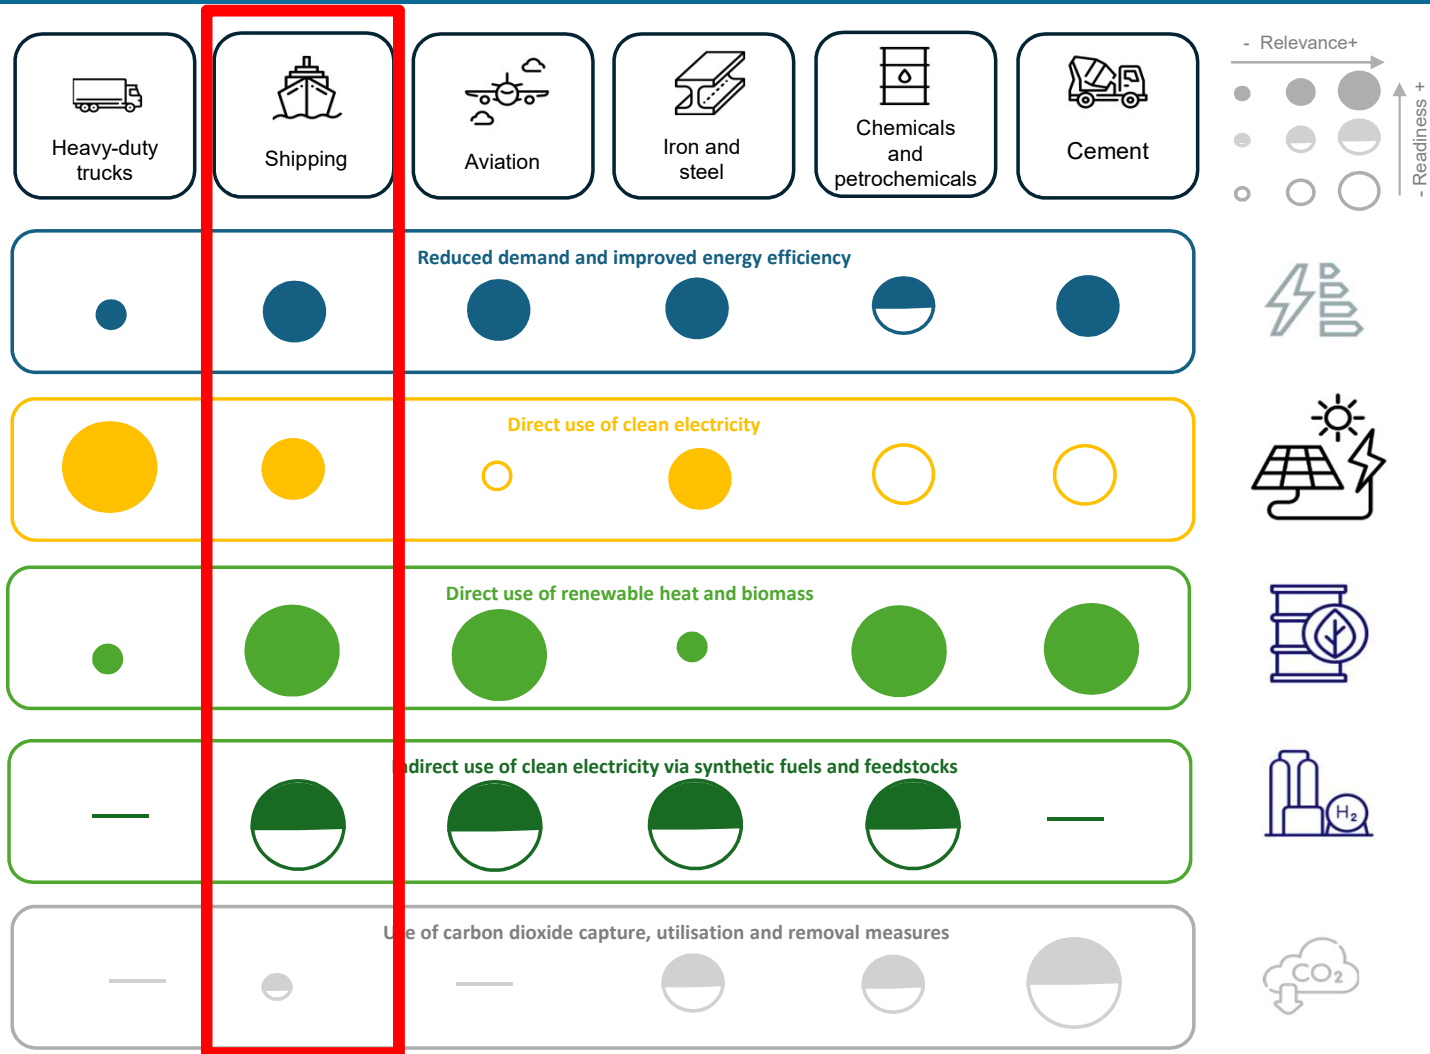 Heavy-duty
trucks
Shipping
Aviation
Iron and
steel
Chemicals
and
petrochemicals
Cement
- Relevance+
- Readiness +
Reduced demand and improved energy efficiency
Direct use of clean electricity
Direct use of renewable heat and biomass
Indirect use of clean electricity via synthetic fuels and feedstocks
H2
Use of carbon dioxide capture, utilisation and removal measures
CO2